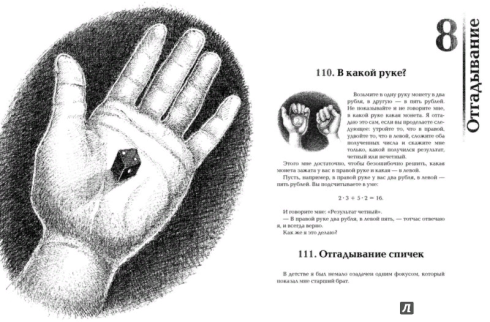 8
Отгадывание
110. В какой руке?
Возьмите в одну руку монету в два
рубля, в другую — в пять рублей.
Не показывайте и не говорите мне,
в какой руке какая монета. Я отга-
даю это сам, если вы проделаете сле-
дующее: утройте то, что в правой,
удвойте то, что в левой, сложите оба
полученных числа и скажите мне
только, какой получился результат,
четный или нечетный.
Этого мне достаточно, чтобы безошибочно решить, какая
монета зажата у вас в правой руке и какая — в левой.
Пусть, например, в правой руке у вас два рубля, в левой —
пять рублей. Вы подсчитываете в уме:
2 · 3 + 5 · 2 = 16.
И говорите мне: «Результат четный».
— В правой руке два рубля, в левой пять, — тотчас отвечаю
я, и всегда верно.
Как же я это делаю?
111. Отгадывание спичек
В детстве я был немало озадачен одним фокусом, который
показал мне старший брат.
Л